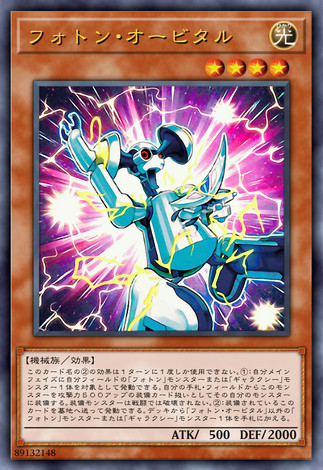 フォトン・オービタル
光
【機械族／効果】
このカード名の②の効果は１ターンに１度しか使用できない。①：自分メイン
フェイズに自分フィールドの「フォトン」モンスターまたは「ギャラクシー」モ
ンスター１体を対象として発動できる。自分の手札・フィールドからこのモンス
ターを攻撃力５００アップの装備カード扱いとしてその自分のモンスター
に装備する。装備モンスターは戦闘では破壊されない。②：装備されているこ
のカードを墓地へ送って発動できる。デッキから「フォトン・オービタル」以外の「フ
ォトン」モンスターまたは「ギャラクシー」モンスター１体を手札に加える。
ATK/ 500 DEF/2000
89132148